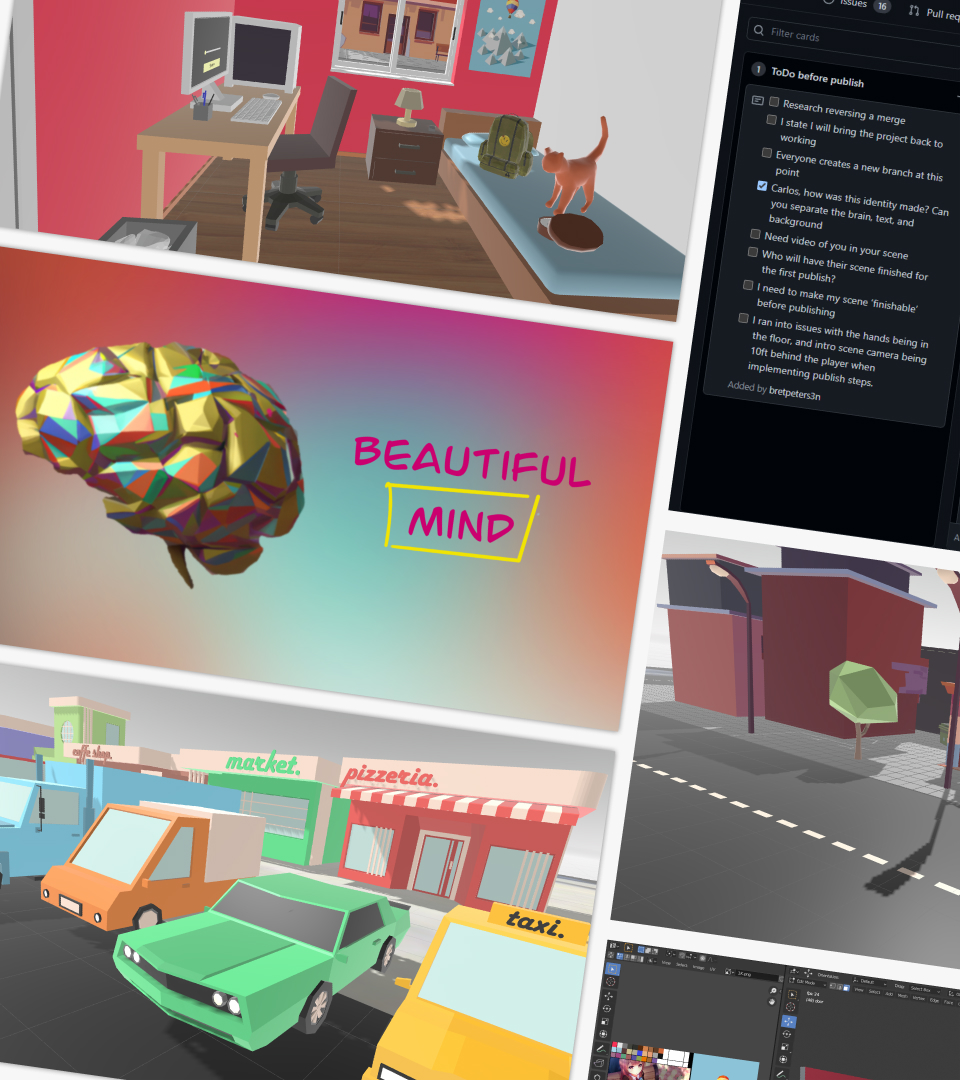 Issues 16
Filter cards
1 ToDo before publish
Research reversing a merge
I state I will bring the project back to
working
Everyone creates a new branch at this
point
Carlos, how was this identity made? Can
you separate the brain, text, and
background
Need video of you in your scene
Who will have their scene finished for
the first publish?
I need to make my scene 'finishable'
before publishing
I ran into issues with the hands being in
the floor, and intro scene camera being
10ft behind the player when
implementing publish steps.
Added by bretpeters3n
BEAUTIFUL
MIND
coffe shop.
market.
pizzeria.
taxi.